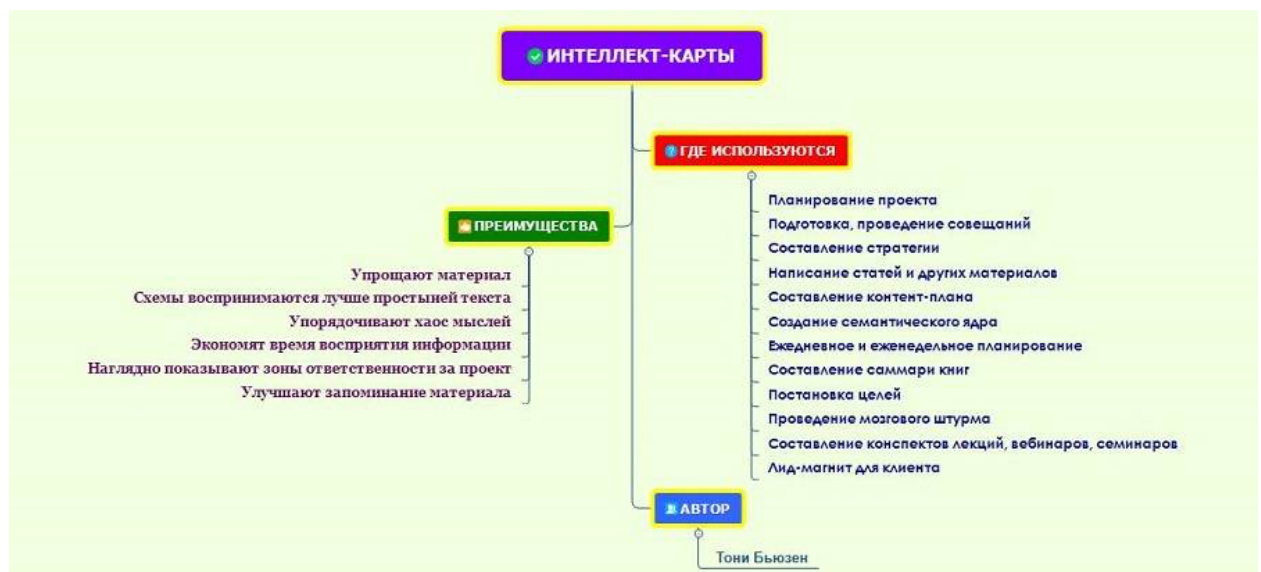 ИНТЕЛЛЕКТ-КАРТЫ
ГДЕ ИСПОЛЬЗУЮТСЯ
Планирование проекта
Подготовка, проведение совещаний
Составление стратегии
Написание статей и других материалов
Составление контент-плана
Создание семантического ядра
Ежедневное и еженедельное планирование
Составление саммари книг
Постановка целей
Проведение мозгового штурма
Составление конспектов лекций, вебинаров, семинаров
Лид-магнит для клиента
ПРЕИМУЩЕСТВА
Упрощают материал
Схемы воспринимаются лучше простыней текста
Упорядочивают хаос мыслей
Экономят время восприятия информации
Наглядно показывают зоны ответственности за проект
Улучшают запоминание материала
АВТОР
Тони Бьюзен